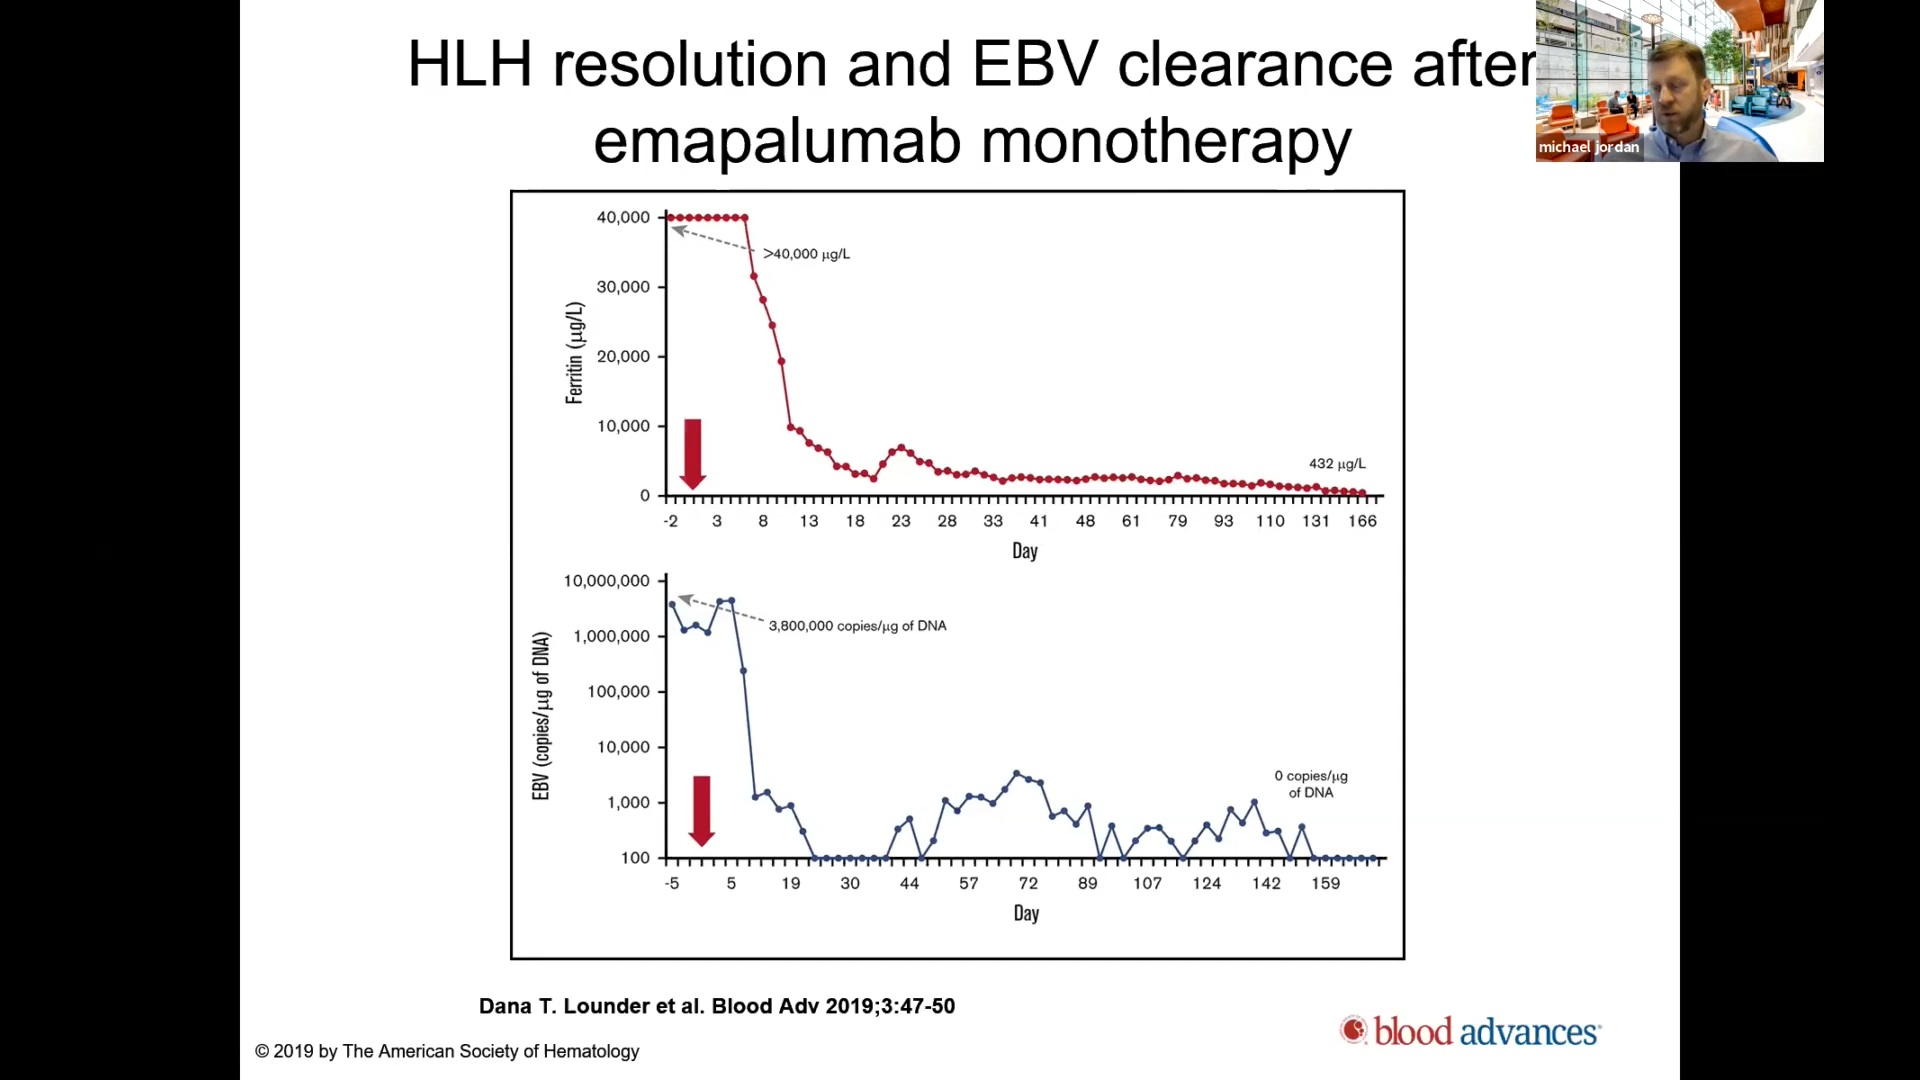 HLH resolution and EBV clearance after
emapalumab monotherapy
michael jordan
40,000
30,000
20,000
10,000
0
Ferritin (µg/L)
>40,000 µg/L
432 µg/L
-2 3 8 13 18 23 28 33 41 48 61 79 93 110 131 166
Day
10,000,000
1,000,000
100,000
10,000
1,000
100
EBV (copies/µg of DNA)
3,800,000 copies/µg of DNA
0 copies/µg
of DNA
-5 5 19 30 44 57 72 89 107 124 142 159
Day
Dana T. Lounder et al. Blood Adv 2019;3:47-50
© 2019 by The American Society of Hematology
blood advances